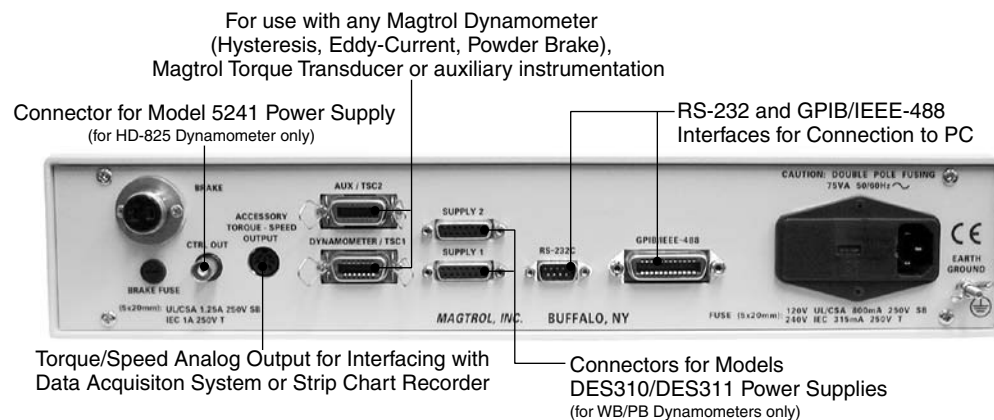 For use with any Magtrol Dynamometer
(Hysteresis, Eddy-Current, Powder Brake),
Magtrol Torque Transducer or auxiliary instrumentation
Connector for Model 5241 Power Supply
(for HD-825 Dynamometer only)
RS-232 and GPIB/IEEE-488
Interfaces for Connection to PC
BRAKE
BRAKE FUSE
CTRL OUT
ACCESSORY
TORQUE - SPEED
OUTPUT
AUX / TSC2
DYNAMOMETER / TSC1
SUPPLY 2
SUPPLY 1
RS-232C
GPIB/IEEE-488
CAUTION: DOUBLE POLE FUSING
75VA 50/60Hz
CE
EARTH
GROUND
(5x20mm): UL/CSA 1.25A 250V SB
IEC 1A 250V T
MAGTROL, INC. BUFFALO, NY
FUSE (5x20mm): 120V UL/CSA 800mA 250V SB
240V IEC 315mA 250V T
Torque/Speed Analog Output for Interfacing with
Data Acquisiton System or Strip Chart Recorder
Connectors for Models
DES310/DES311 Power Supplies
(for WB/PB Dynamometers only)